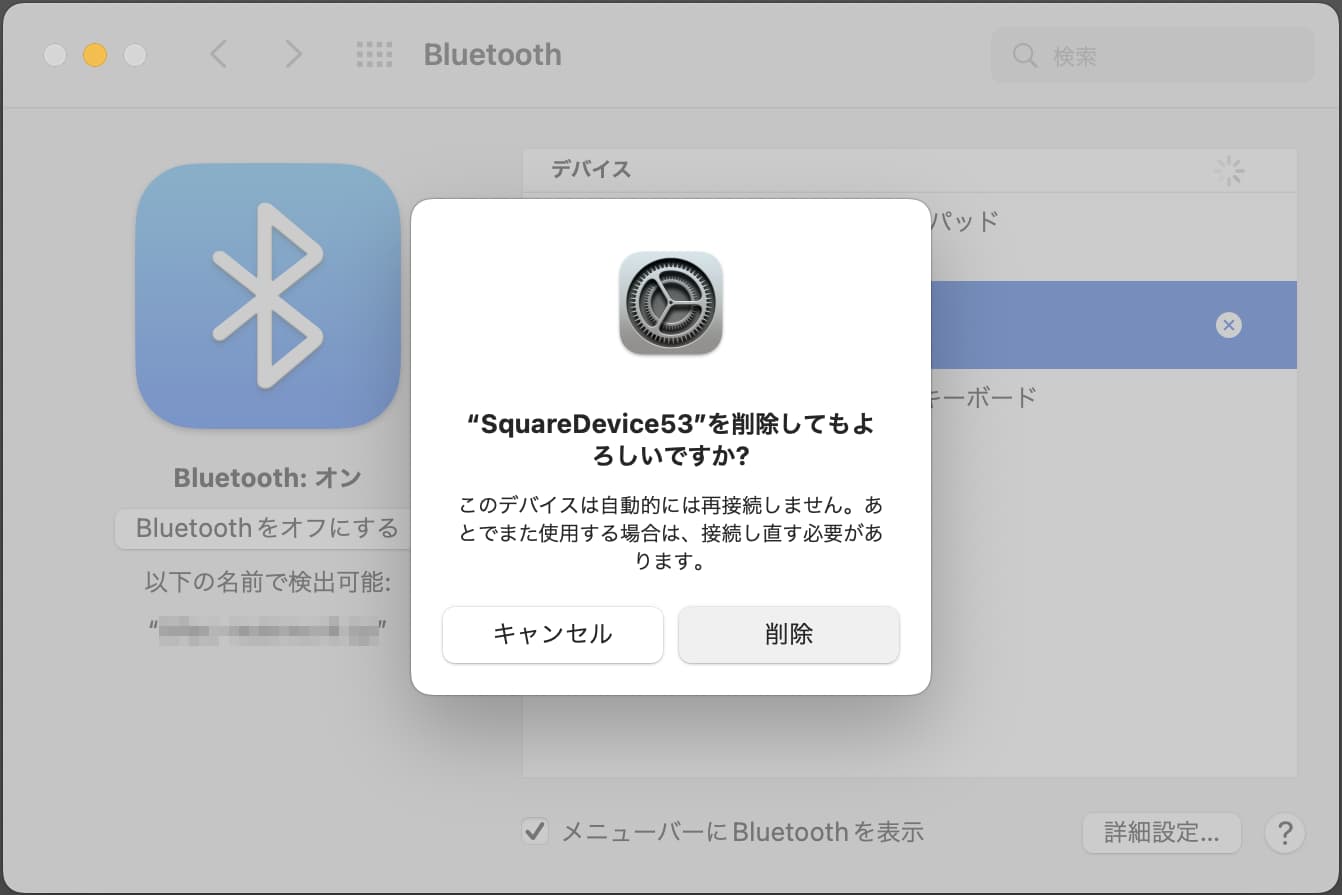 Bluetooth
検索
デバイス
パッド
キーボード
Bluetooth: オン
Bluetoothをオフにする
以下の名前で検出可能:
“SquareDevice53”を削除してもよ
ろしいですか?
このデバイスは自動的には再接続しません。あ
とでまた使用する場合は、接続し直す必要があ
ります。
キャンセル
削除
メニューバーにBluetoothを表示
詳細設定...
?